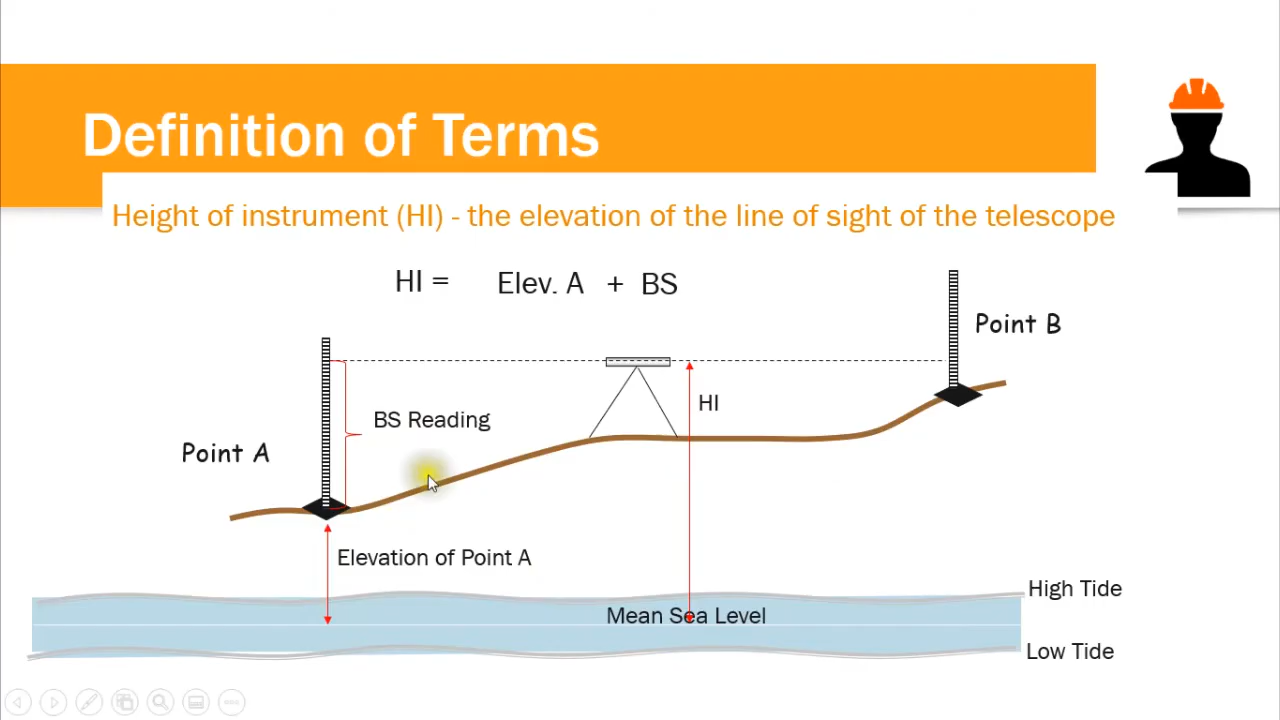 Definition of Terms
Height of instrument (HI) - the elevation of the line of sight of the telescope
HI = Elev. A + BS
Point B
HI
BS Reading
Point A
Elevation of Point A
High Tide
Mean Sea Level
Low Tide